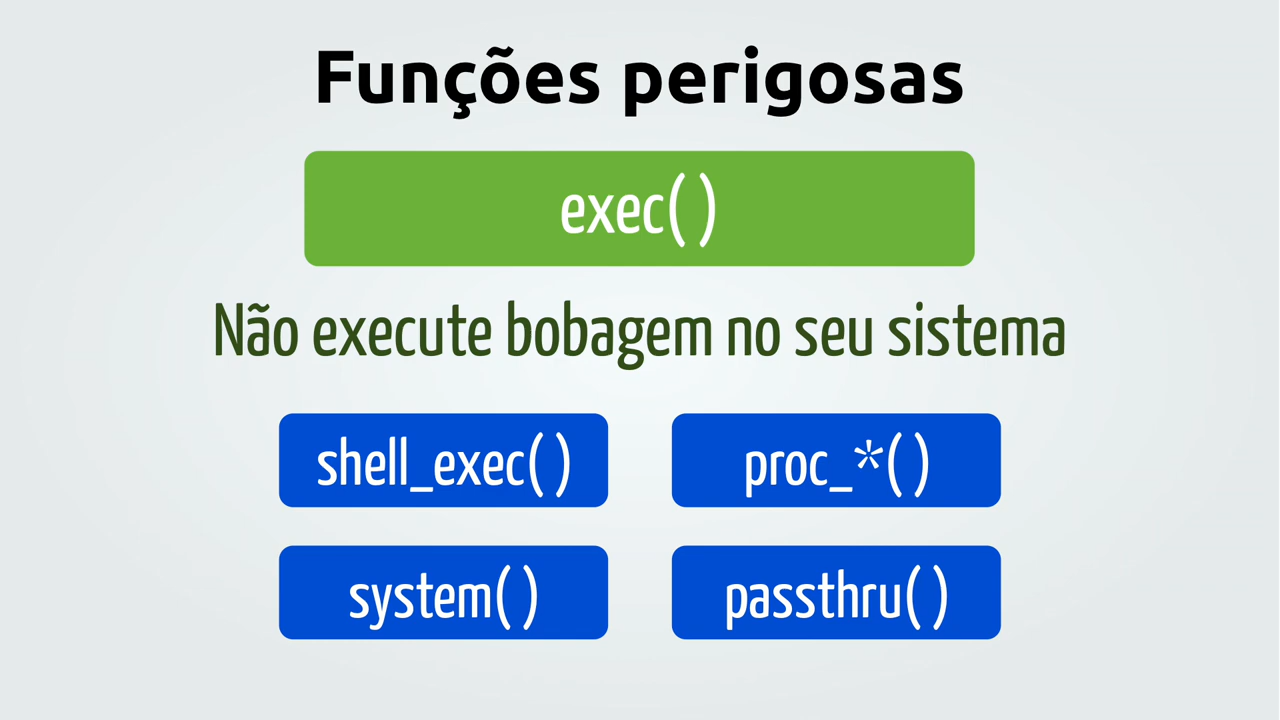 Funções perigosas
exec( )
Não execute bobagem no seu sistema
shell_exec( )
proc_*( )
system( )
passthru( )